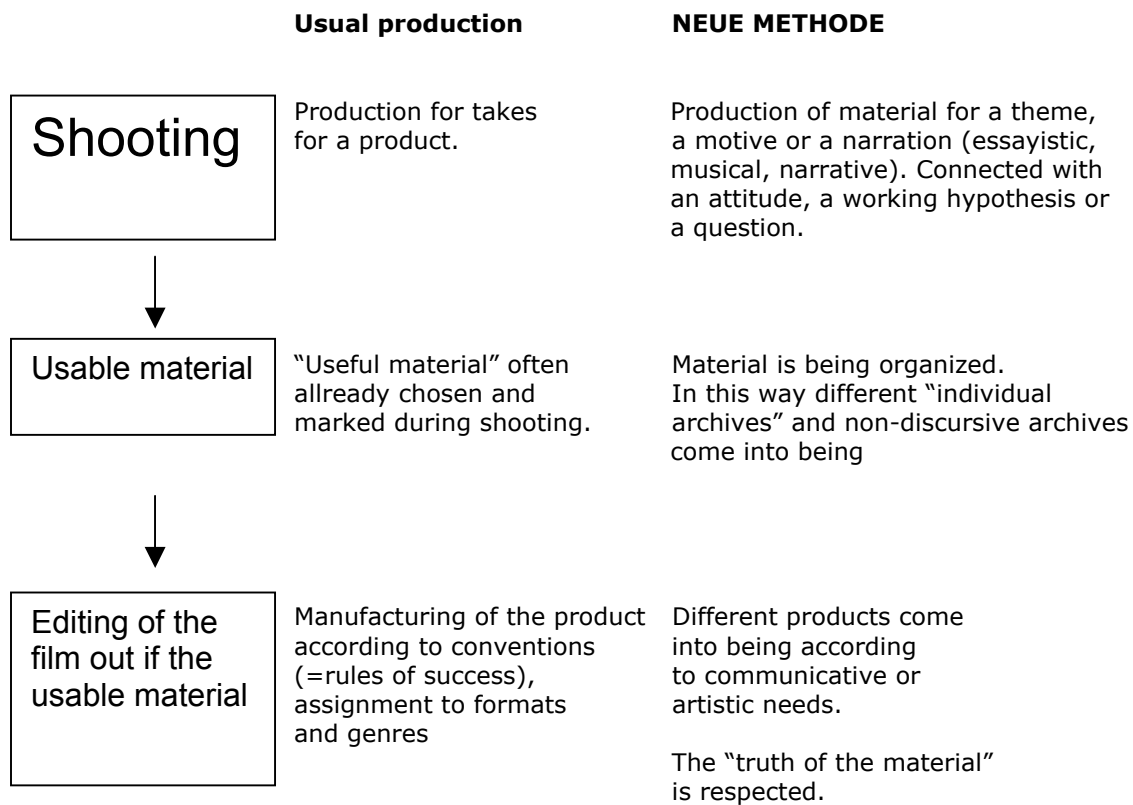 Usual production
NEUE METHODE
Shooting
Production for takes
for a product.
Production of material for a theme,
a motive or a narration (essayistic,
musical, narrative). Connected with
an attitude, a working hypothesis or
a question.
Usable material
“Useful material” often
allready chosen and
marked during shooting.
Material is being organized.
In this way different “individual
archives” and non-discursive archives
come into being
Editing of the
film out if the
usable material
Manufacturing of the product
according to conventions
(=rules of success),
assignment to formats
and genres
Different products come
into being according
to communicative or
artistic needs.
The “truth of the material”
is respected.